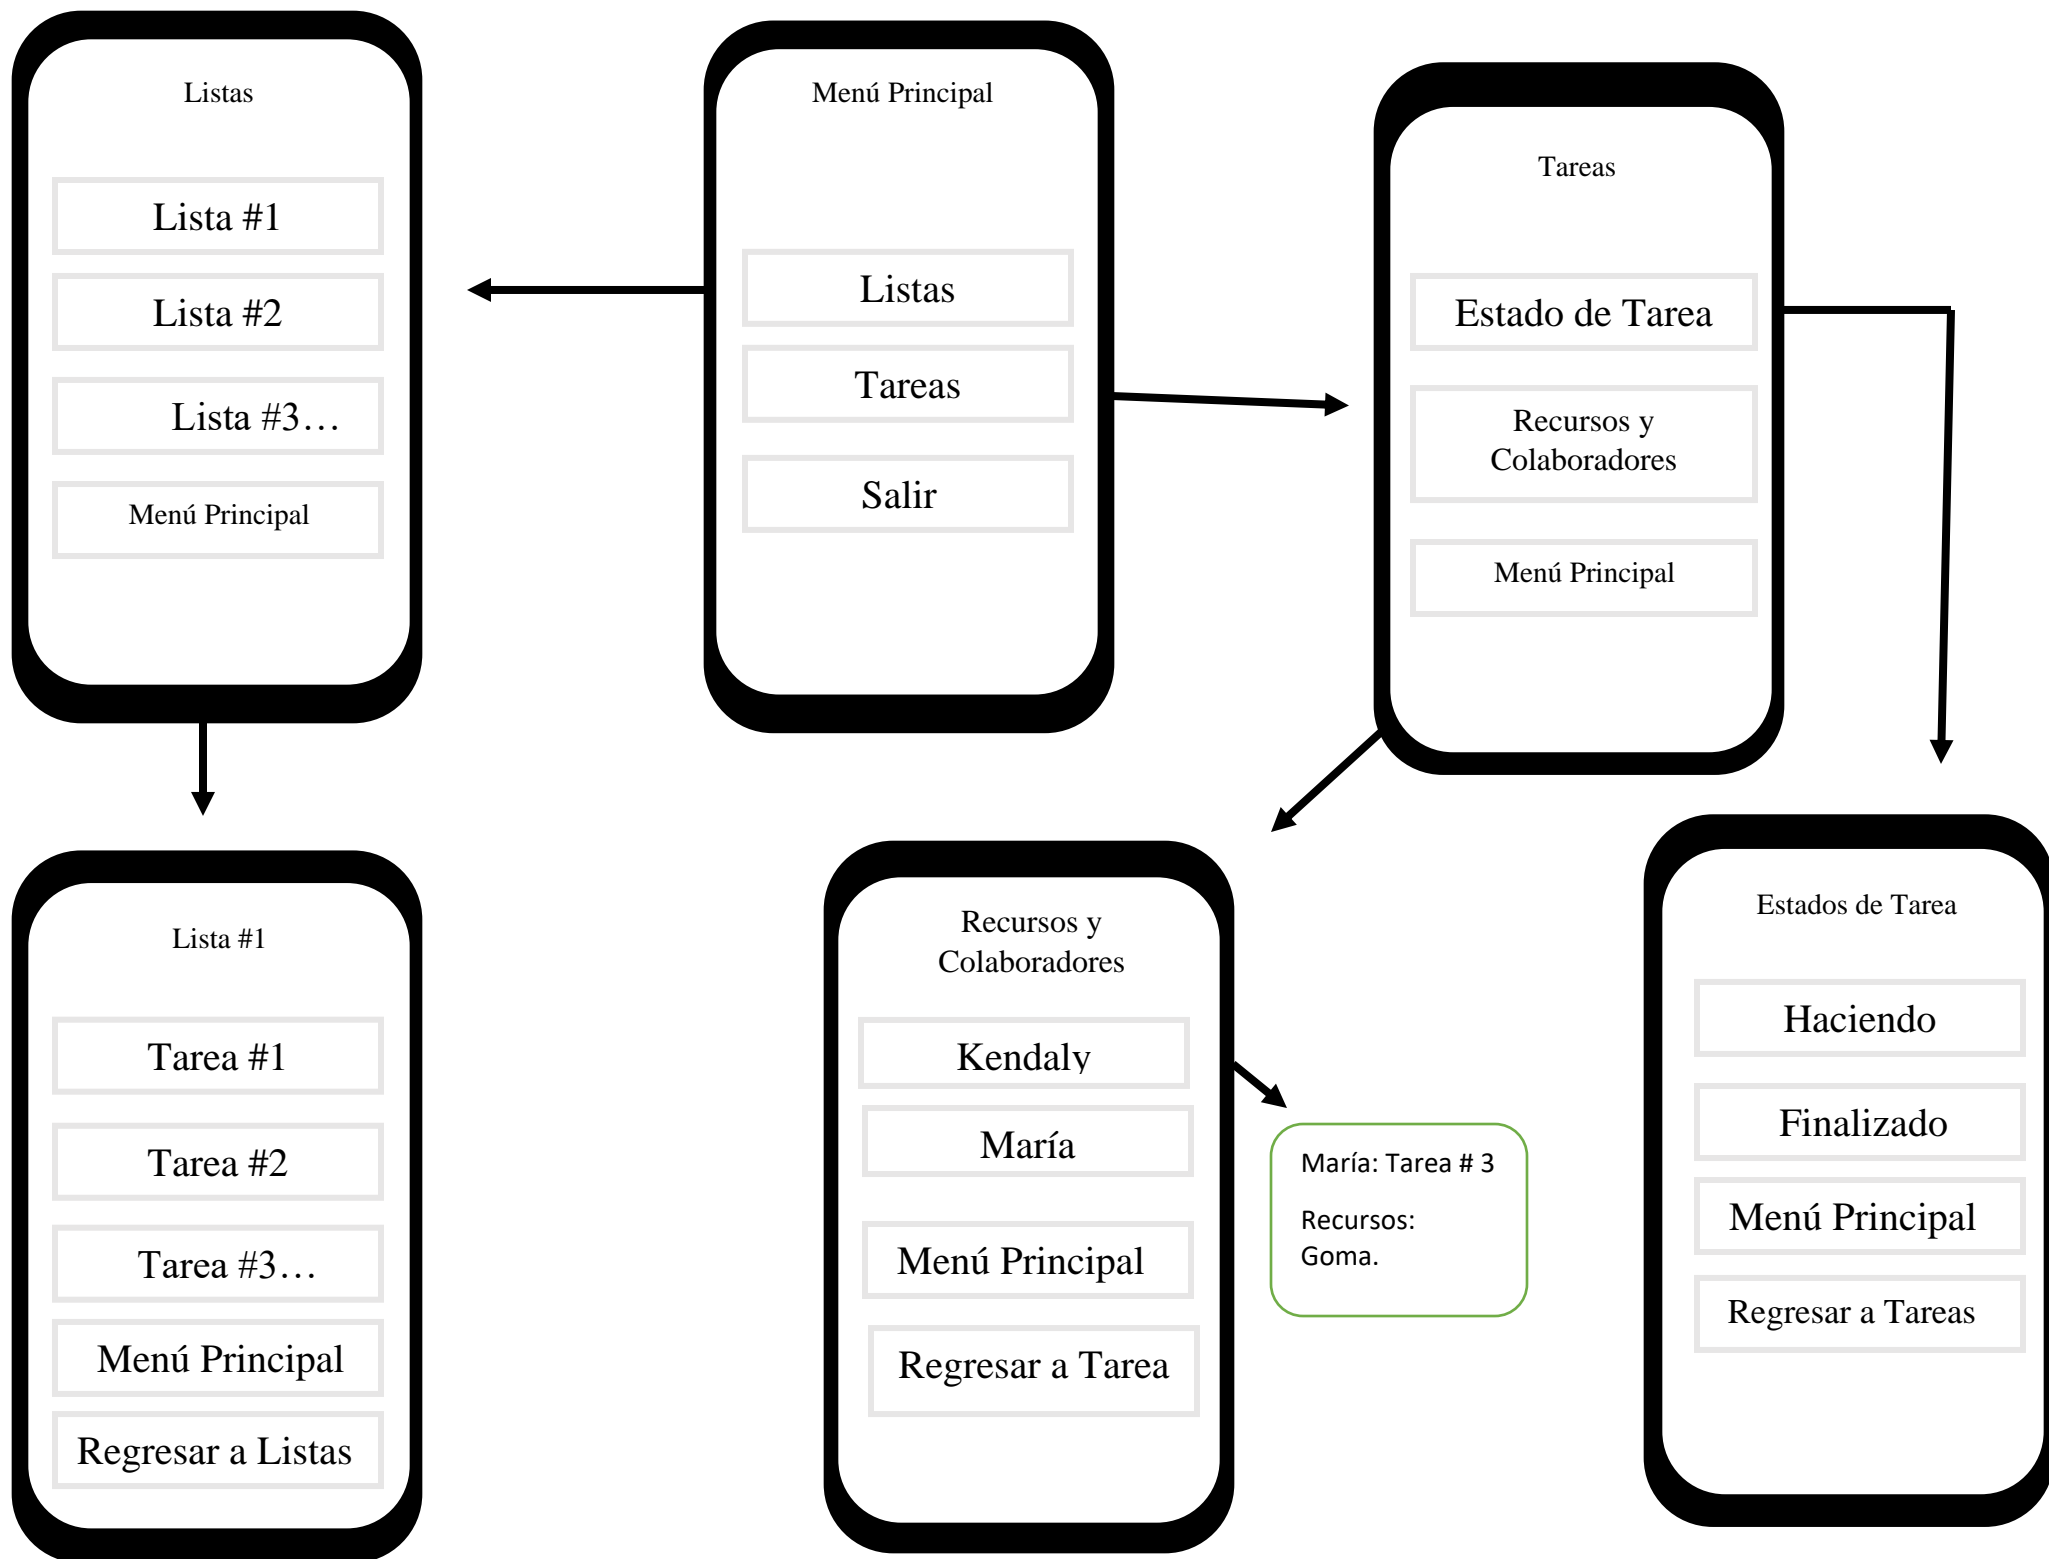 Listas
Lista #1
Lista #2
Lista #3…
Menú Principal
Menú Principal
Listas
Tareas
Salir
Tareas
Estado de Tarea
Recursos y
Colaboradores
Menú Principal
Lista #1
Tarea #1
Tarea #2
Tarea #3…
Menú Principal
Regresar a Listas
Recursos y
Colaboradores
Kendaly
María
Menú Principal
Regresar a Tarea
María: Tarea # 3
Recursos:
Goma.
Estados de Tarea
Haciendo
Finalizado
Menú Principal
Regresar a Tareas